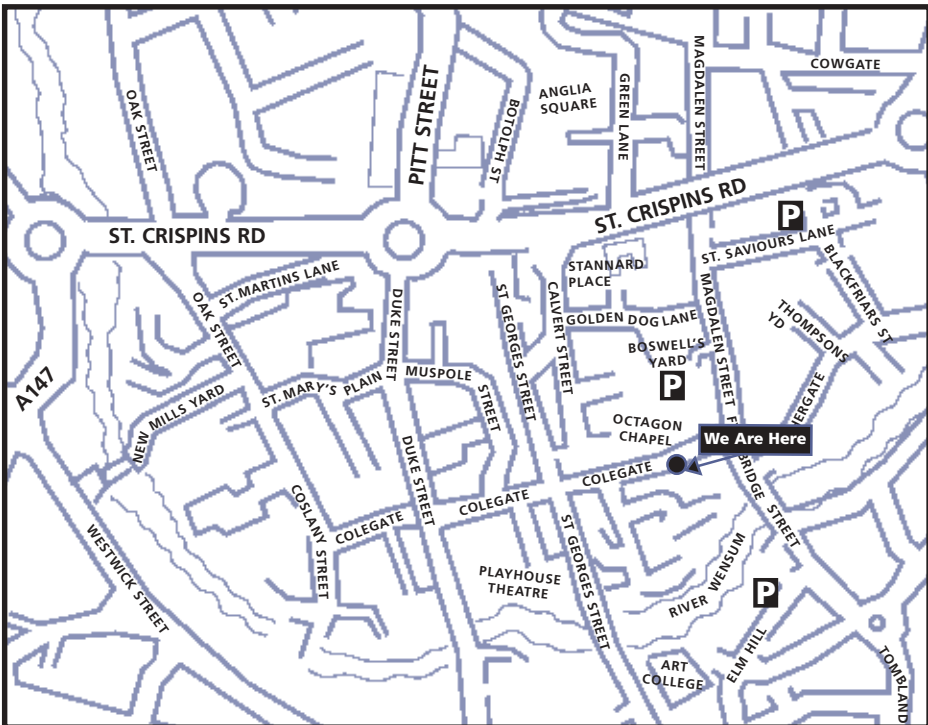 COWGATE
MAGDALEN STREET
GREEN LANE
ANGLIA
SQUARE
BOTOLPH ST
PITT STREET
OAK STREET
ST. CRISPINS RD
ST. CRISPINS RD
P
ST. SAVIOURS LANE
BLACKFRIARS ST
STANNARD
PLACE
ST. MARTINS LANE
OAK STREET
DUKE STREET
ST GEORGES STREET
CALVERT STREET
GOLDEN DOG LANE
MAGDALEN STREET
THOMPSONS
YD
BOSWELL'S
YARD
P
A147
MUSPOLE
STREET
ST. MARY'S PLAIN
NEW MILLS YARD
OCTAGON
CHAPEL
We Are Here
DUKE STREET
COLEGATE
COLEGATE
COLEGATE
COSLANY STREET
BRIDGE STREET
WESTWICK STREET
ST GEORGES STREET
PLAYHOUSE
THEATRE
RIVER WENSUM
P
ELM HILL
ART
COLLEGE
TOMBLAND